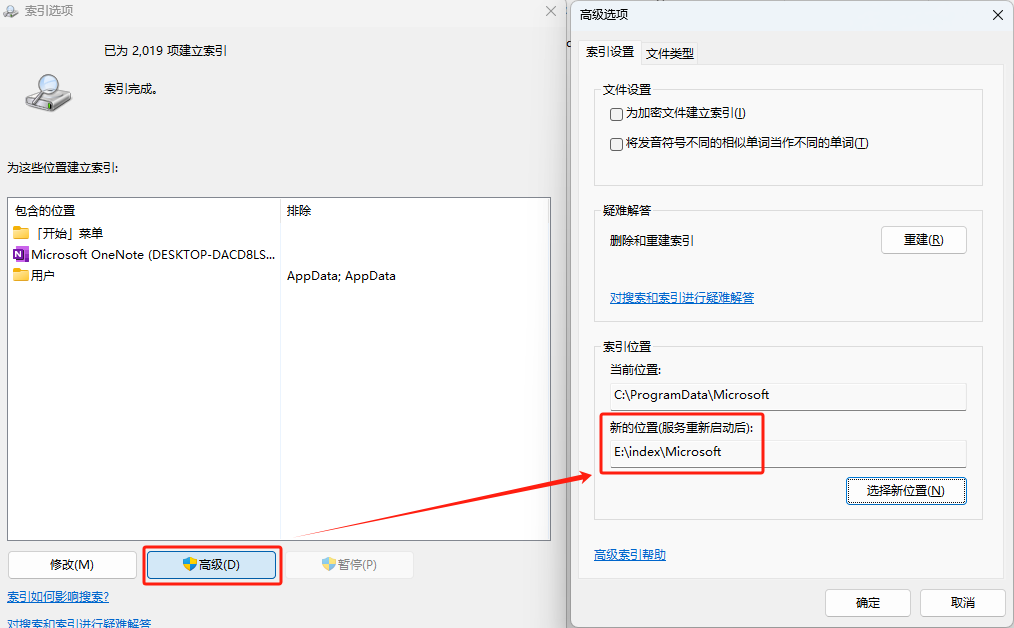 索引选项
已为 2,019 项建立索引
索引完成。
为这些位置建立索引:
包含的位置 排除
「开始」菜单
Microsoft OneNote (DESKTOP-DACD8LS...
用户 AppData; AppData
修改(M) 高级(D) 暂停(P)
索引如何影响搜索?
对搜索和索引进行疑难解答
高级选项
索引设置 文件类型
文件设置
为加密文件建立索引(I)
将发音符号不同的相似单词当作不同的单词(T)
疑难解答
删除和重建索引 重建(R)
对搜索和索引进行疑难解答
索引位置
当前位置:
C:\ProgramData\Microsoft
新的位置(服务重新启动后):
E:\index\Microsoft
选择新位置(N)
高级索引帮助
确定 取消